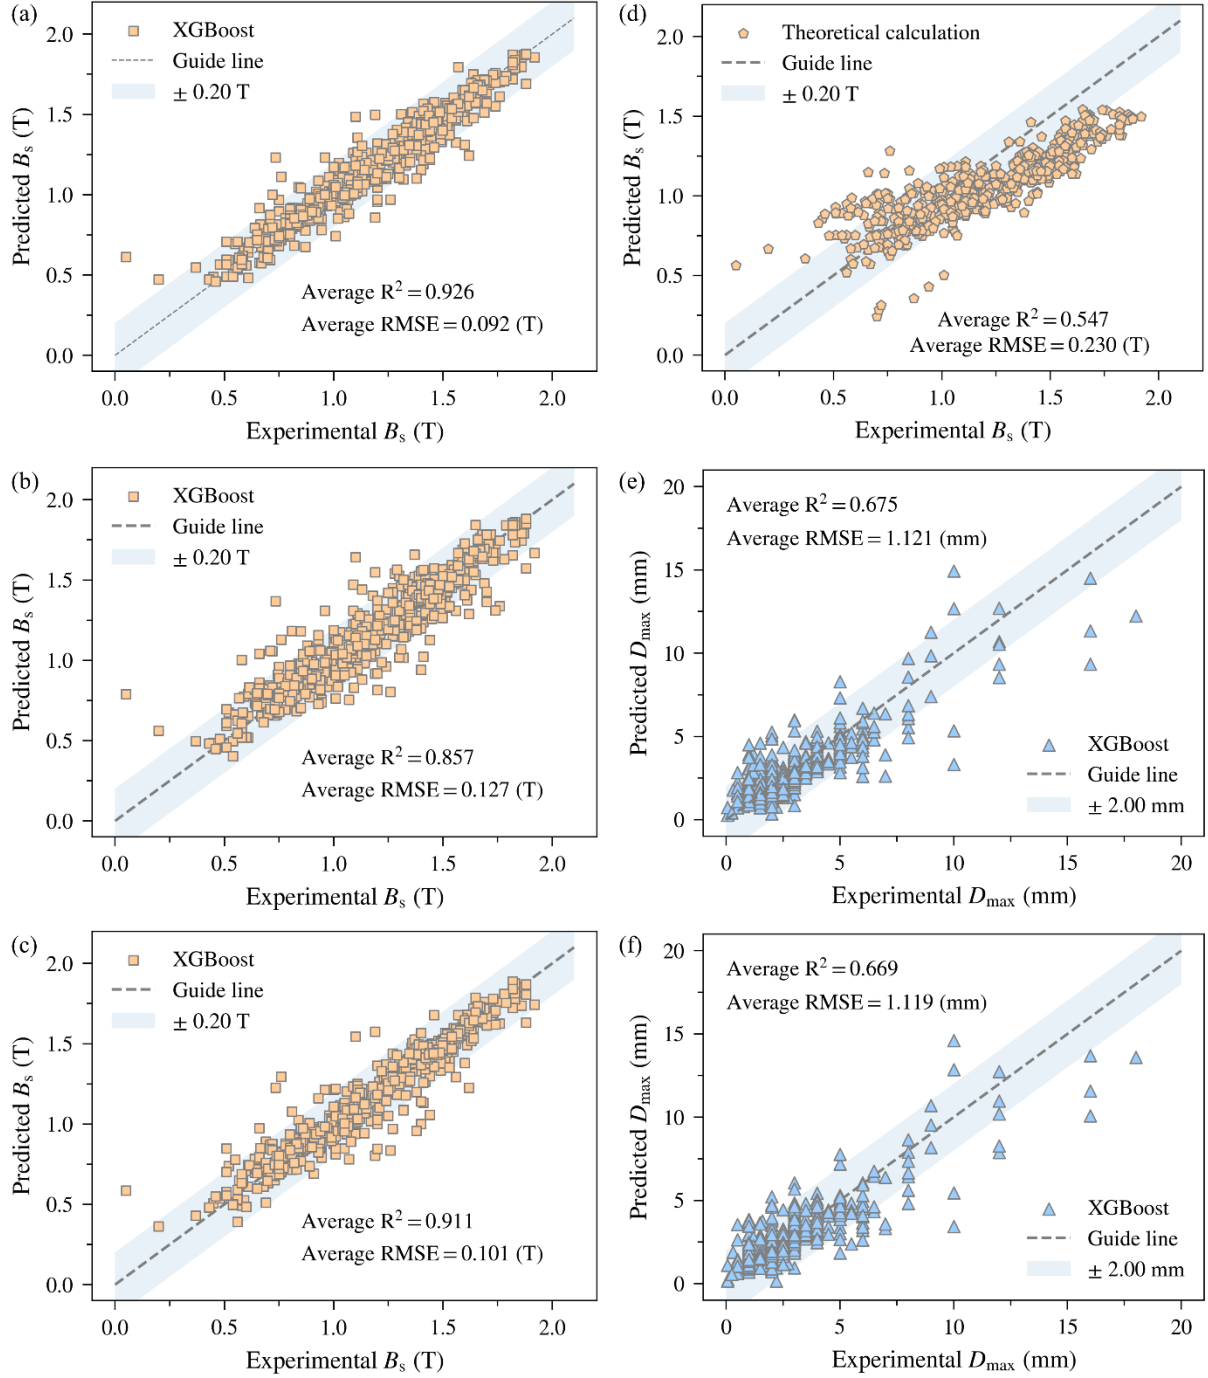 (a)
XGBoost
Guide line
± 0.20 T
Average R² = 0.926
Average RMSE = 0.092 (T)
Predicted Bs (T)
2.0
1.5
1.0
0.5
0.0
0.0 0.5 1.0 1.5 2.0
Experimental Bs (T)
(d)
Theoretical calculation
Guide line
± 0.20 T
Average R² = 0.547
Average RMSE = 0.230 (T)
Predicted Bs (T)
2.0
1.5
1.0
0.5
0.0
0.0 0.5 1.0 1.5 2.0
Experimental Bs (T)
(b)
XGBoost
Guide line
± 0.20 T
Average R² = 0.857
Average RMSE = 0.127 (T)
Predicted Bs (T)
2.0
1.5
1.0
0.5
0.0
0.0 0.5 1.0 1.5 2.0
Experimental Bs (T)
(e)
Average R² = 0.675
Average RMSE = 1.121 (mm)
XGBoost
Guide line
± 2.00 mm
Predicted Dmax (mm)
20
15
10
5
0
0 5 10 15 20
Experimental Dmax (mm)
(c)
XGBoost
Guide line
± 0.20 T
Average R² = 0.911
Average RMSE = 0.101 (T)
Predicted Bs (T)
2.0
1.5
1.0
0.5
0.0
0.0 0.5 1.0 1.5 2.0
Experimental Bs (T)
(f)
Average R² = 0.669
Average RMSE = 1.119 (mm)
XGBoost
Guide line
± 2.00 mm
Predicted Dmax (mm)
20
15
10
5
0
0 5 10 15 20
Experimental Dmax (mm)